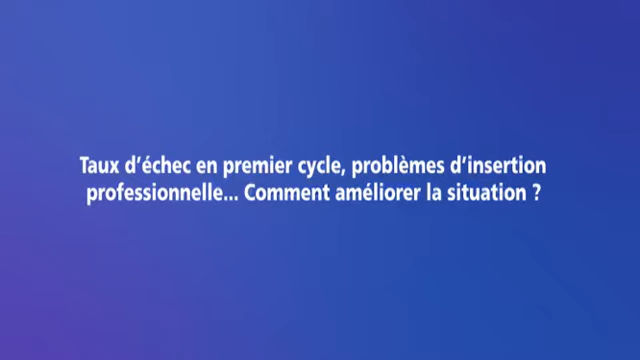 Taux d'échec en premier cycle, problèmes d'insertion
professionnelle... Comment améliorer la situation ?